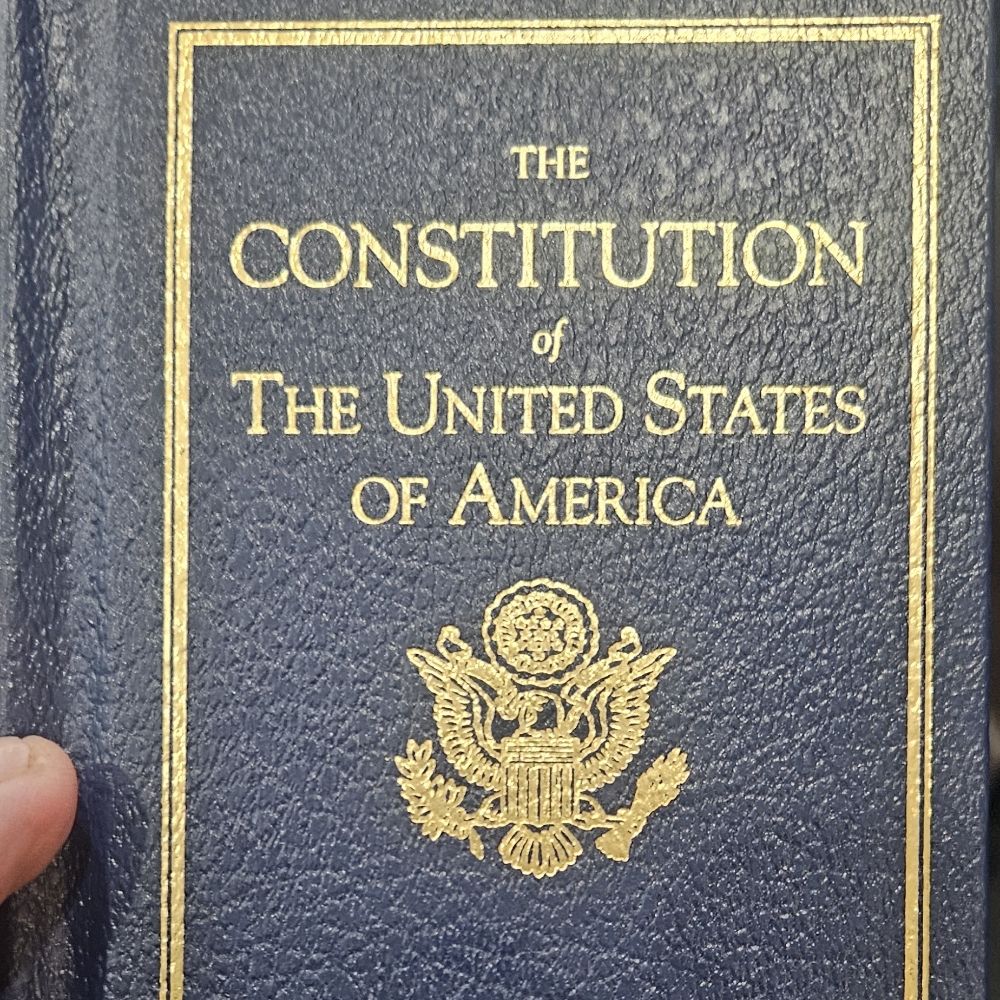 THE
CONSTITUTION
of
THE UNITED STATES
OF AMERICA